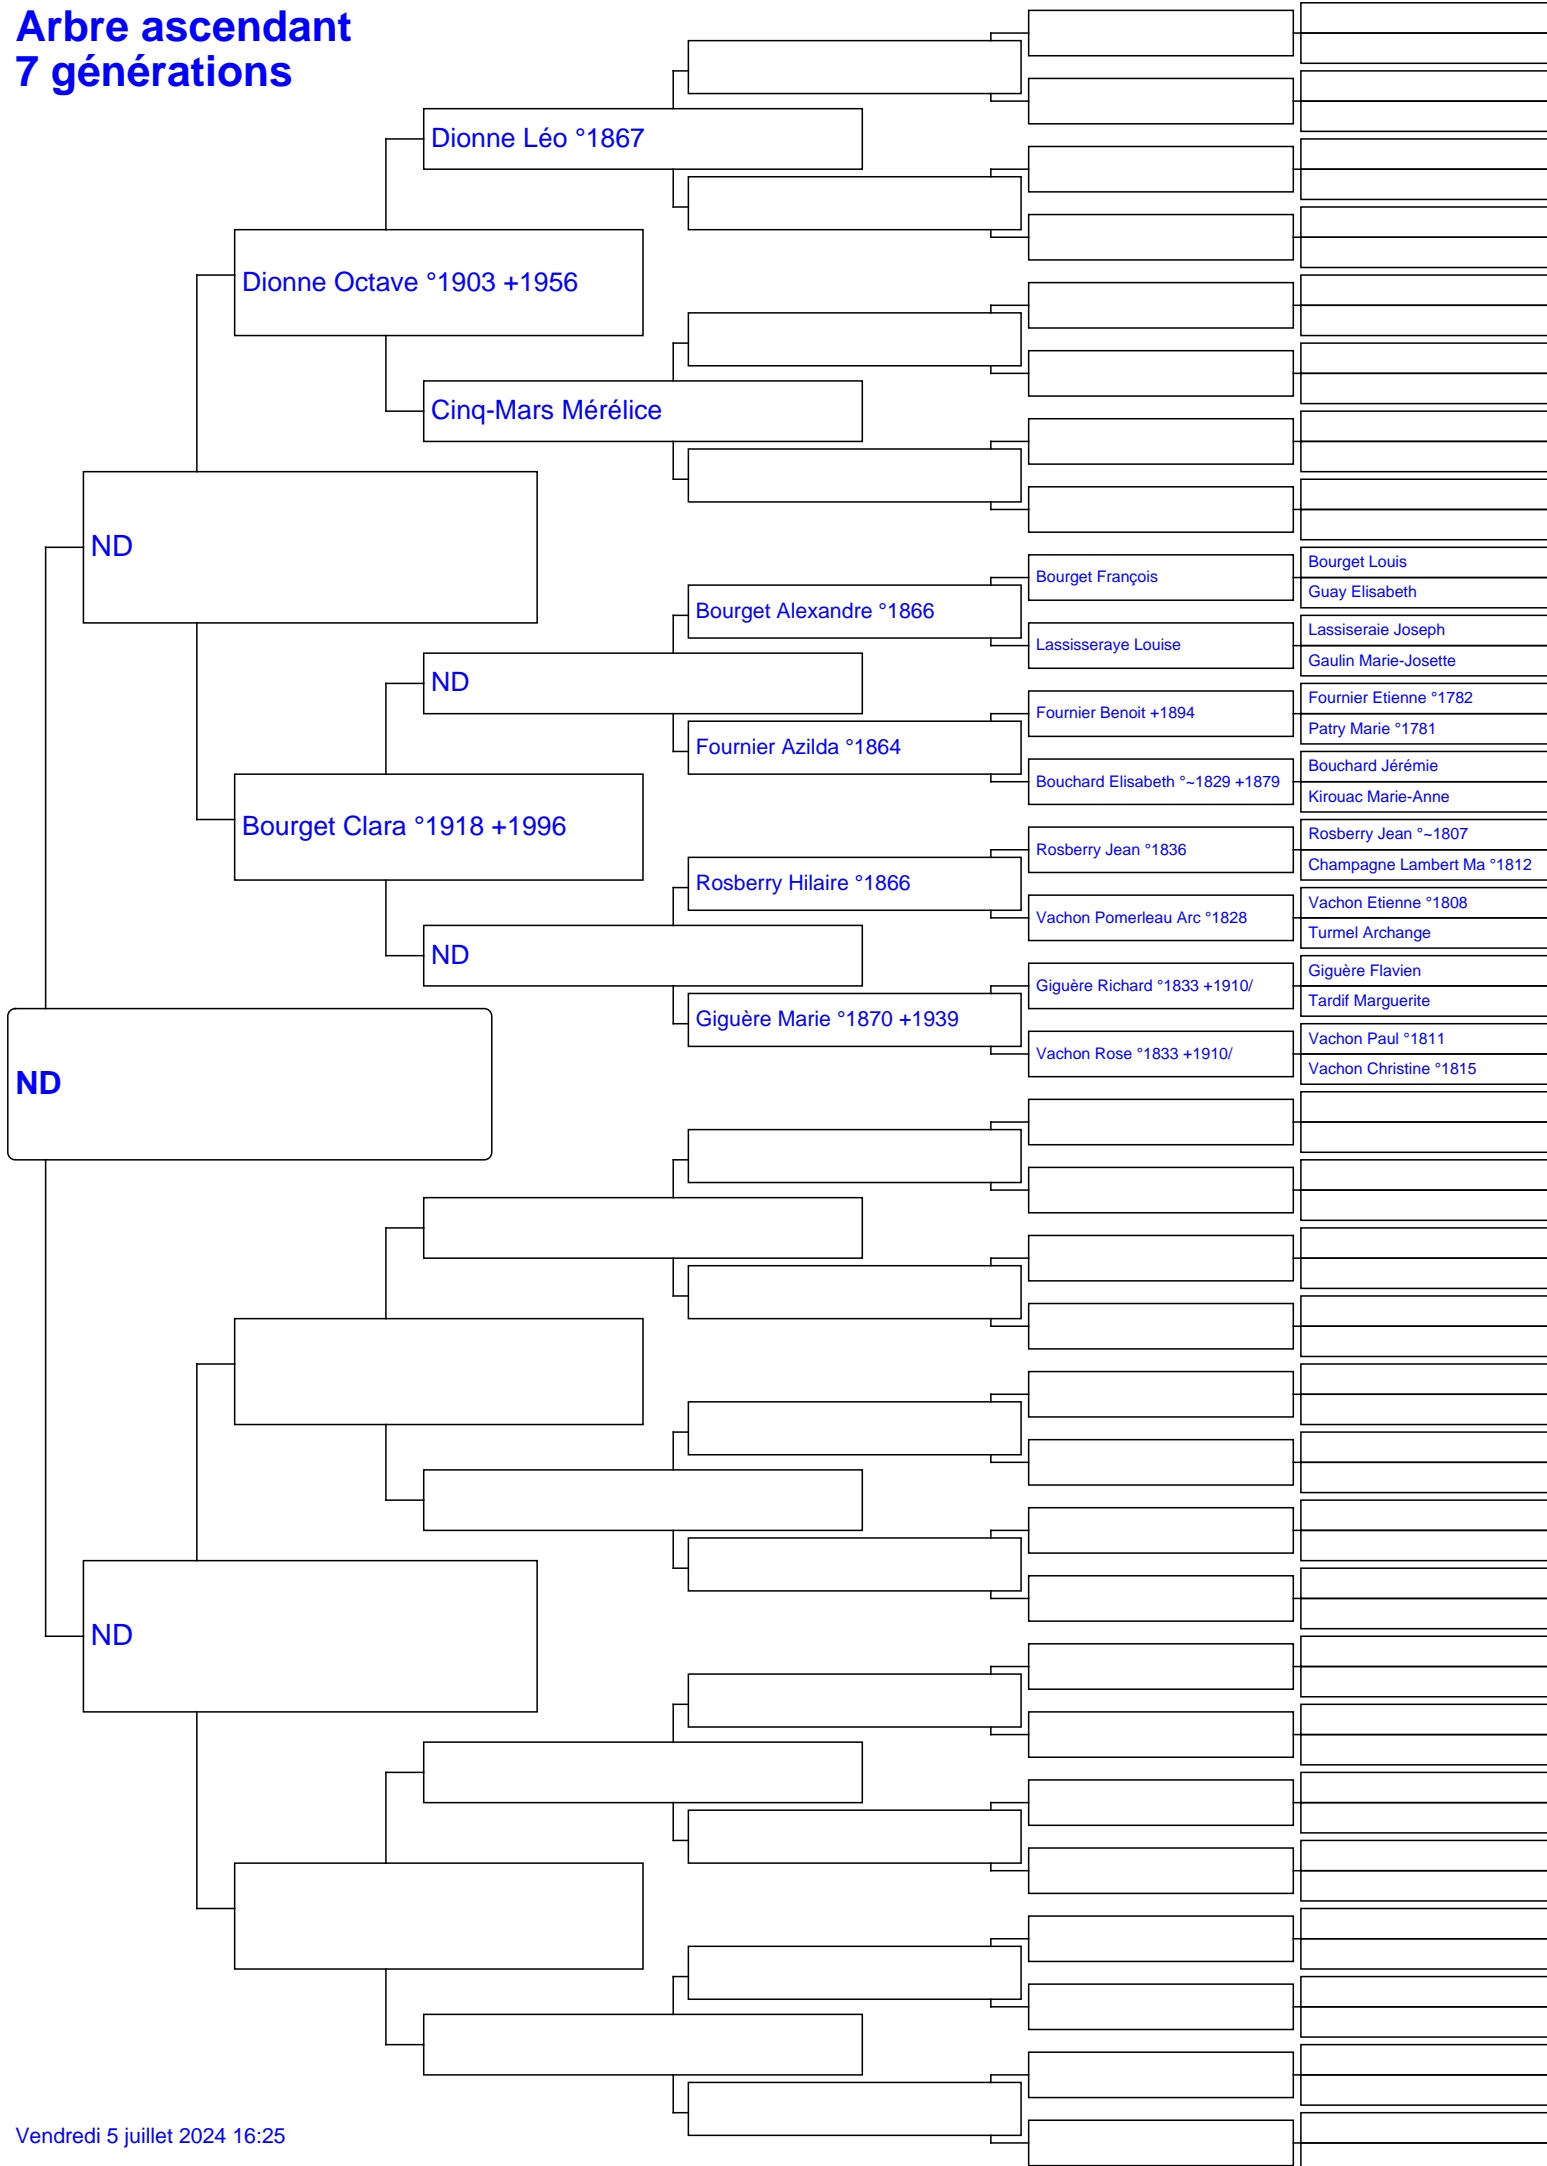 Arbre ascendant
7 générations
Dionne Léo °1867
Dionne Octave °1903 +1956
Cinq-Mars Mérélice
ND
Bourget François
Bourget Louis
Guay Elisabeth
Bourget Alexandre °1866
Lassisseraye Louise
Lassiseraie Joseph
Gaulin Marie-Josette
ND
Fournier Benoit +1894
Fournier Etienne °1782
Patry Marie °1781
Fournier Azilda °1864
Bouchard Elisabeth °~1829 +1879
Bouchard Jérémie
Kirouac Marie-Anne
Bourget Clara °1918 +1996
Rosberry Jean °1836
Rosberry Jean °~1807
Champagne Lambert Ma °1812
Rosberry Hilaire °1866
Vachon Pomerleau Arc °1828
Vachon Etienne °1808
Turmel Archange
ND
Giguère Richard °1833 +1910/
Giguère Flavien
Tardif Marguerite
Giguère Marie °1870 +1939
Vachon Rose °1833 +1910/
Vachon Paul °1811
Vachon Christine °1815
ND
ND
Vendredi 5 juillet 2024 16:25